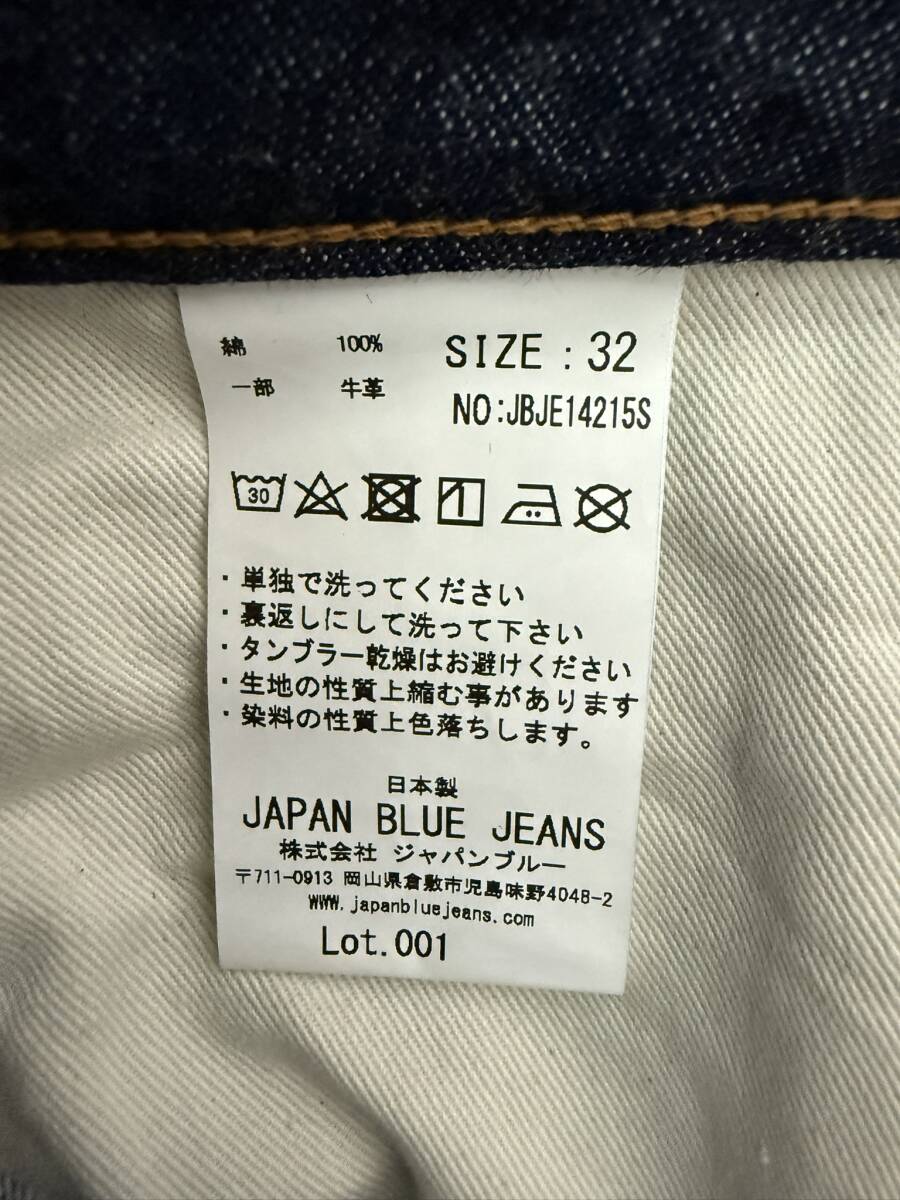 綿 100% SIZE : 32
一部 牛革 NO:JBJE14215S
30
・単独で洗ってください
・裏返しにして洗って下さい
・タンブラー乾燥はお避けください
・生地の性質上縮む事があります
・染料の性質上色落ちします。
日本製
JAPAN BLUE JEANS
株式会社 ジャパンブルー
〒711-0913 岡山県倉敷市児島味野4048-2
www.japanbluejeans.com
Lot.001